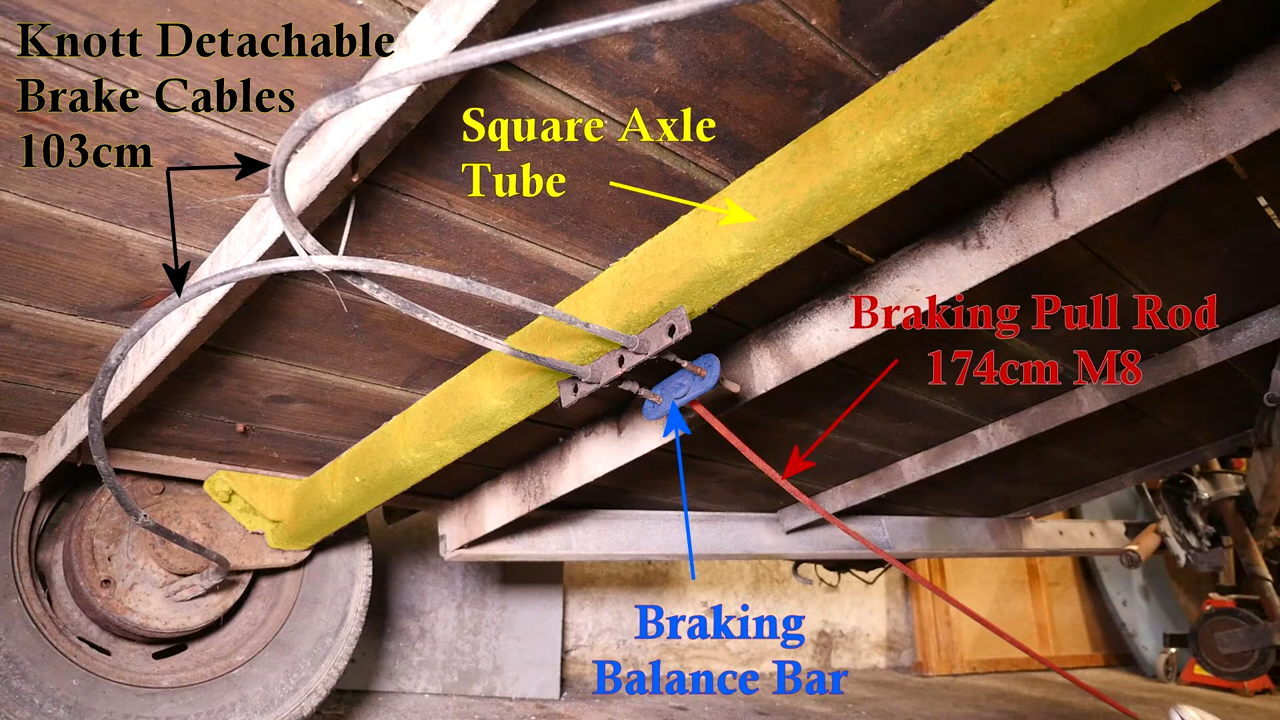 Knott Detachable
Brake Cables
103cm
Square Axle
Tube
Braking Pull Rod
174cm M8
Braking
Balance Bar